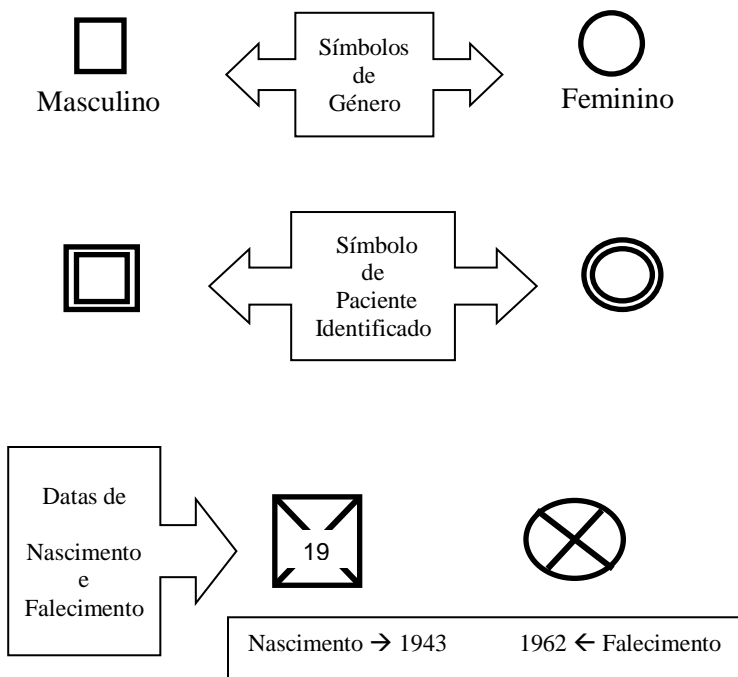 Símbolos
de
Género
Masculino
Feminino
Símbolo
de
Paciente
Identificado
Datas de
Nascimento
e
Falecimento
19
Nascimento → 1943 1962 ← Falecimento